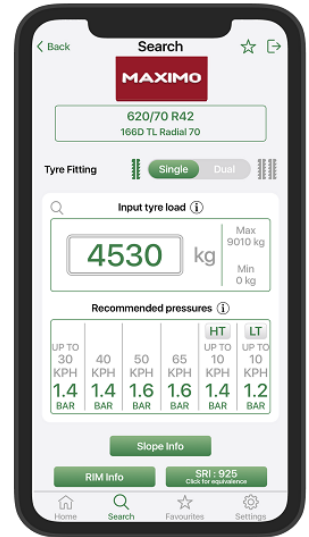 Back
Search
MAXIMO
620/70 R42
166D TL Radial 70
Tyre Fitting
Single
Dual
Input tyre load i
4530
kg
Max
9010 kg
Min
0 kg
Recommended pressures i
HT LT
UP TO UP TO UP TO
30 40 50 65 10 10
KPH KPH KPH KPH KPH KPH
1.4 1.4 1.6 1.6 1.4 1.2
BAR BAR BAR BAR BAR BAR
Slope Info
RIM Info
SRI : 925
Click for equivalence
Home Search Favourites Settings